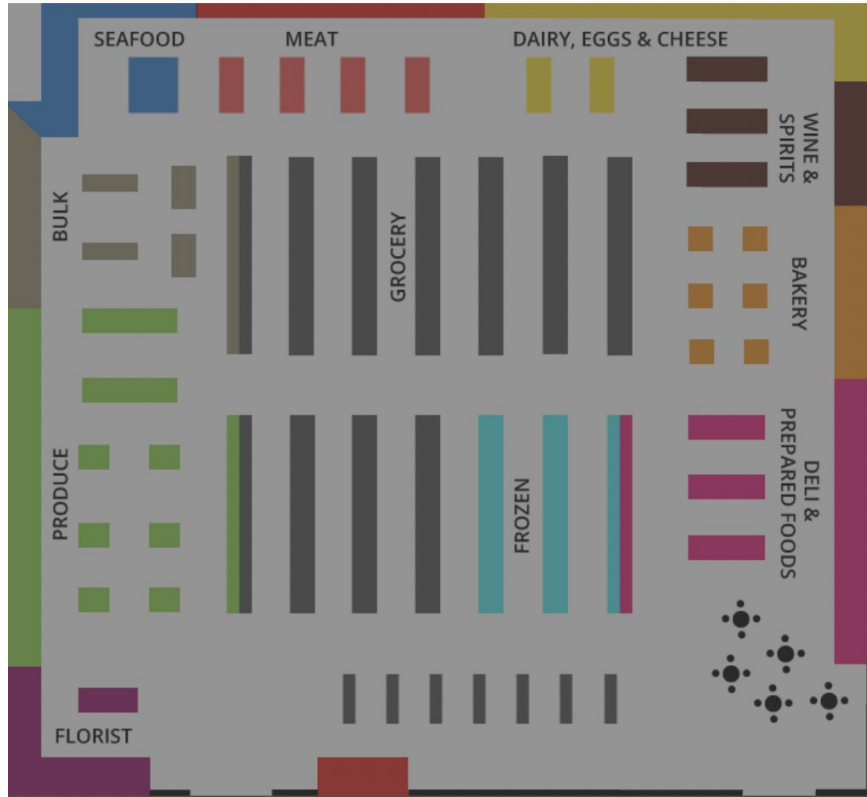 SEAFOOD
MEAT
DAIRY, EGGS & CHEESE
WINE &
SPIRITS
BULK
GROCERY
BAKERY
PRODUCE
FROZEN
DELI &
PREPARED FOODS
FLORIST